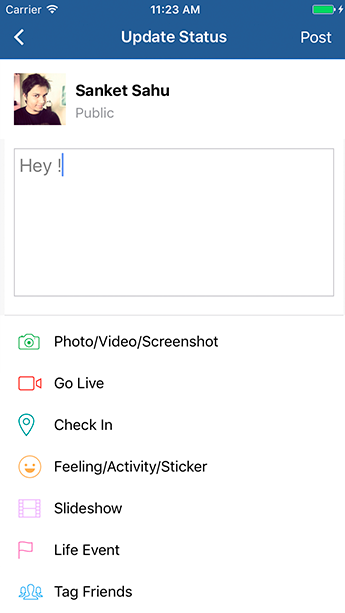 Carrier 11:23 AM
Update Status Post
Sanket Sahu
Public
Hey !
Photo/Video/Screenshot
Go Live
Check In
Feeling/Activity/Sticker
Slideshow
Life Event
Tag Friends